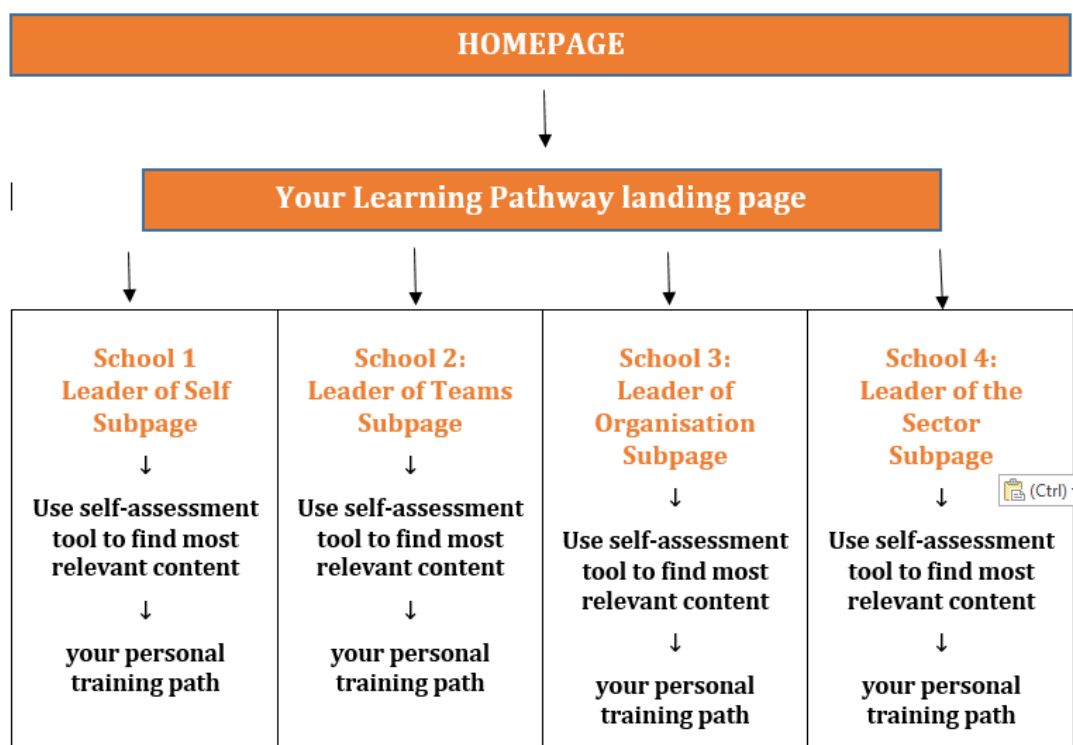 HOMEPAGE
Your Learning Pathway landing page
School 1
Leader of Self
Subpage
↓
Use self-assessment
tool to find most
relevant content
↓
your personal
training path
School 2:
Leader of Teams
Subpage
↓
Use self-assessment
tool to find most
relevant content
↓
your personal
training path
School 3:
Leader of
Organisation
Subpage
↓
Use self-assessment
tool to find most
relevant content
↓
your personal
training path
School 4:
Leader of the
Sector
Subpage
(Ctrl)
↓
Use self-assessment
tool to find most
relevant content
↓
your personal
training path